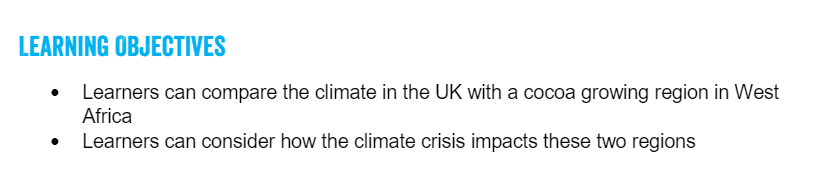 LEARNING OBJECTIVES
• Learners can compare the climate in the UK with a cocoa growing region in West
Africa
• Learners can consider how the climate crisis impacts these two regions